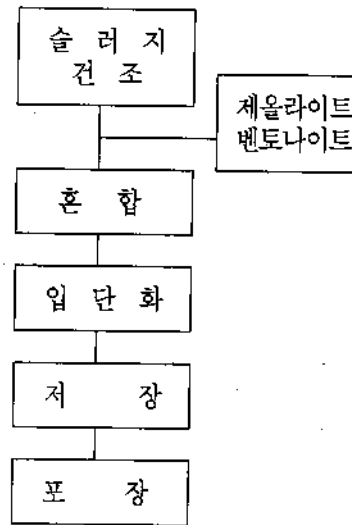 슬 러 지
건 조
제올라이트
벤토나이트
혼 합
입 단 화
저 장
포 장